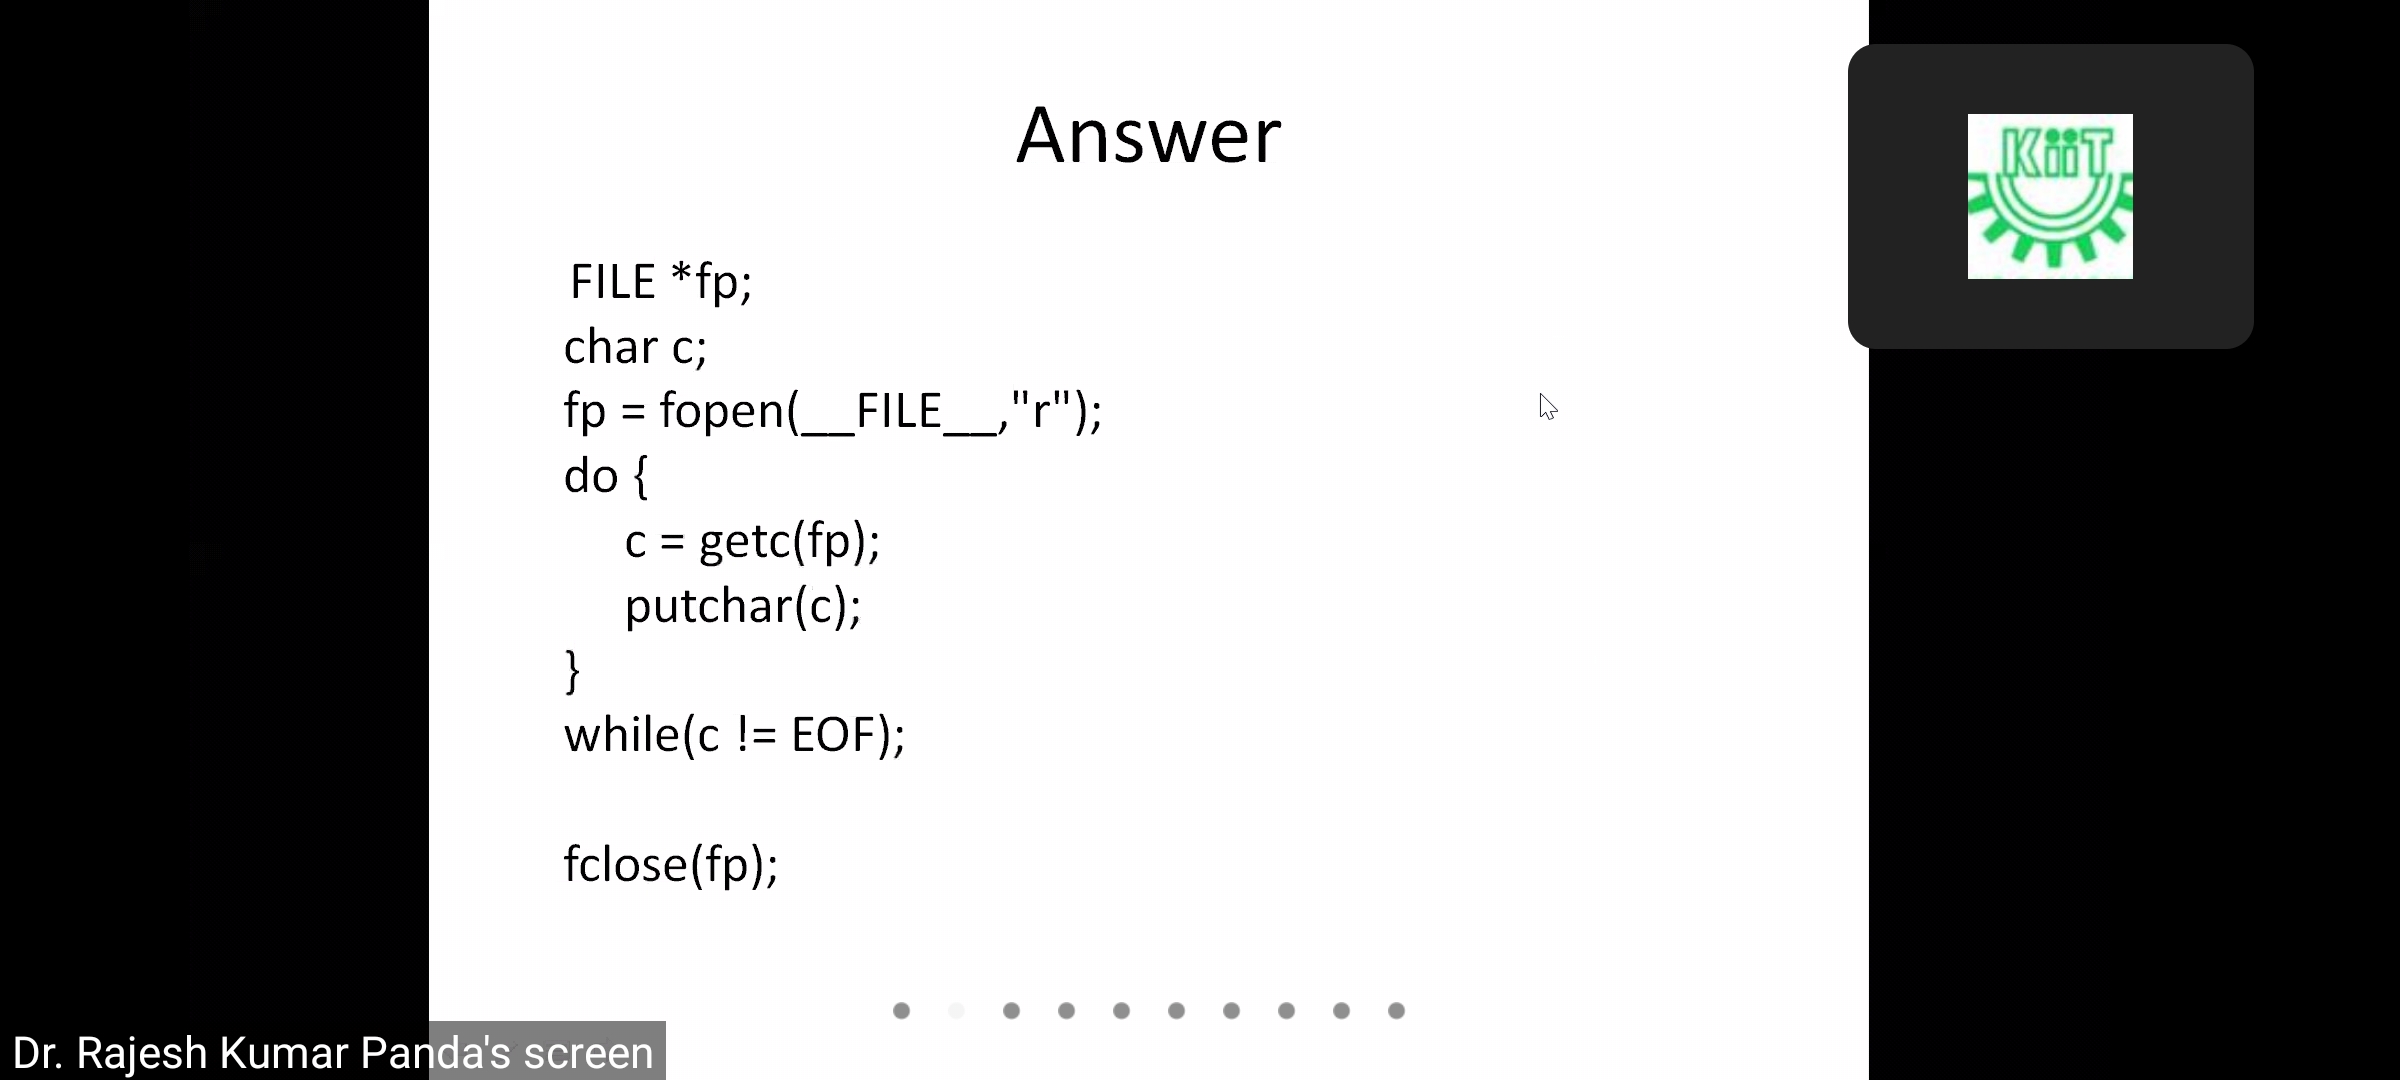 Answer
KiiT
FILE *fp;
char c;
fp = fopen(__FILE__,"r");
do {
c = getc(fp);
putchar(c);
}
while(c != EOF);
fclose(fp);
Dr. Rajesh Kumar Panda's screen